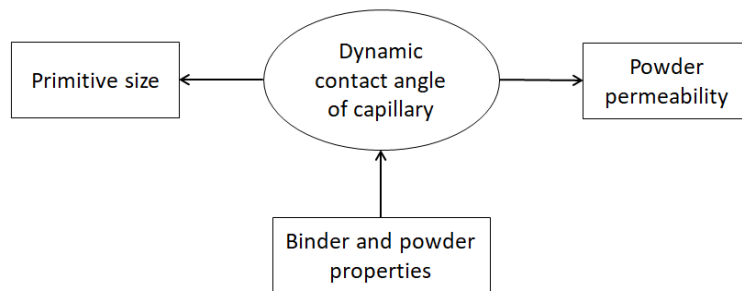 Primitive size
Dynamic
contact angle
of capillary
Powder
permeability
Binder and powder
properties